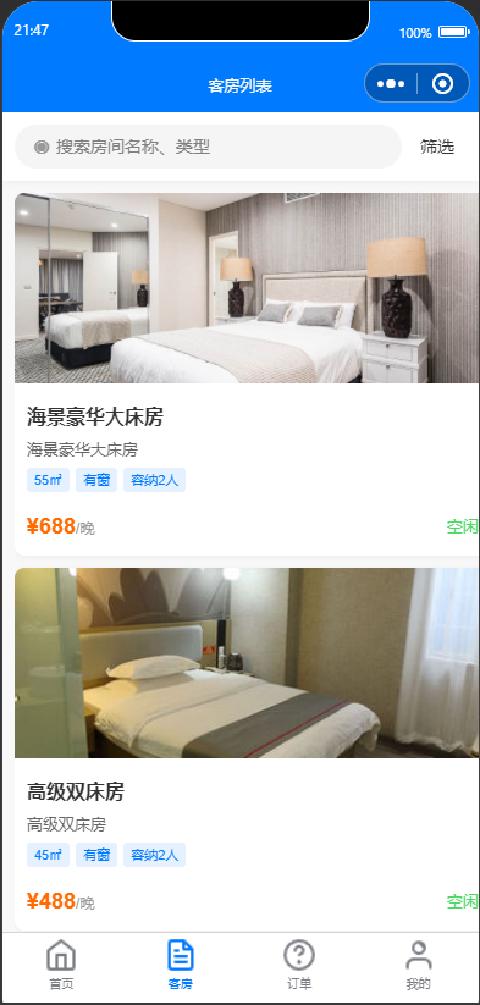 21:47
100%
客房列表
搜索房间名称、类型
筛选
海景豪华大床房
海景豪华大床房
55㎡ 有窗 容纳2人
¥688/晚
空闲
高级双床房
高级双床房
45㎡ 有窗 容纳2人
¥488/晚
空闲
首页 客房 订单 我的